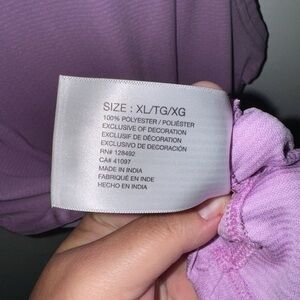 SIZE : XL/TG/XG
100% POLYESTER / POLIÉSTER
EXCLUSIVE OF DECORATION
EXCLUSIF DE DÉCORATION
EXCLUSIVO DE DECORACIÓN
RN# 128492
CA# 41097
MADE IN INDIA
FABRIQUÉ EN INDE
HECHO EN INDIA